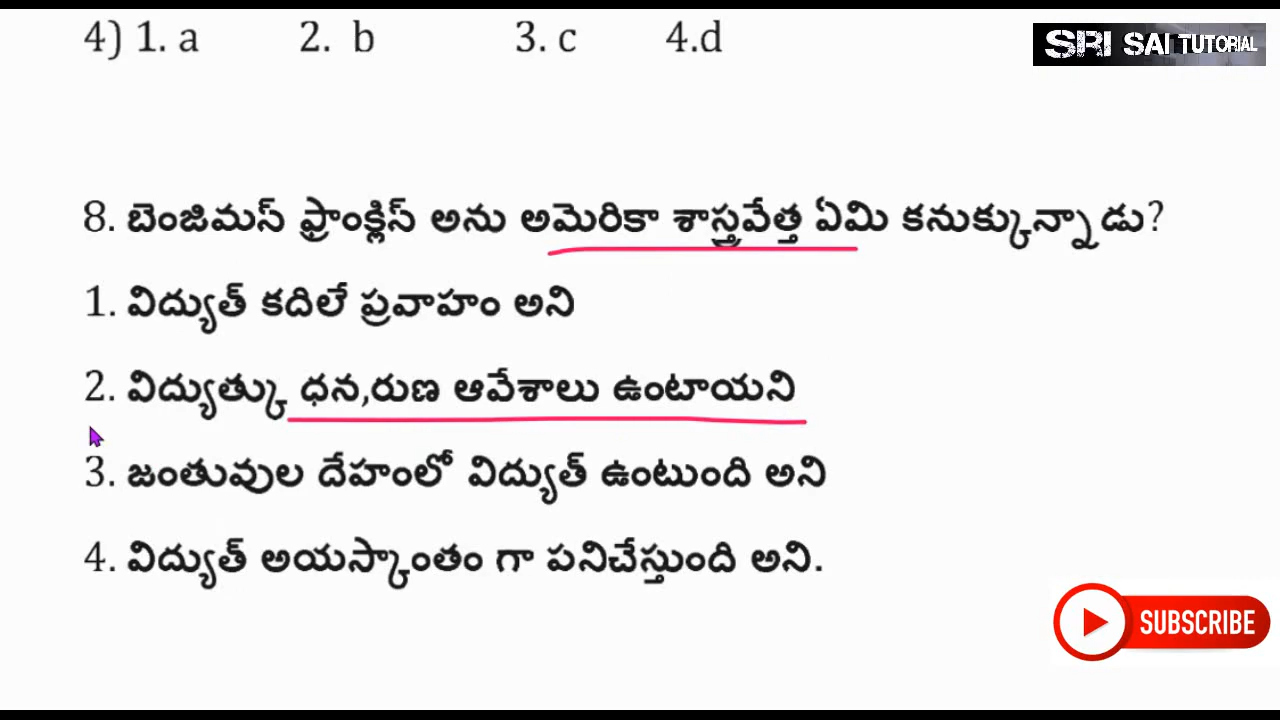 4) 1. a 2. b 3. c 4.d
SRI SAI TUTORIAL
8. బెంజిమస్ ఫ్రాంక్లిస్ అను అమెరికా శాస్త్రవేత్త ఏమి కనుక్కున్నాడు?
1. విద్యుత్ కదిలే ప్రవాహం అని
2. విద్యుత్కు ధన,రుణ ఆవేశాలు ఉంటాయని
3. జంతువుల దేహంలో విద్యుత్ ఉంటుంది అని
4. విద్యుత్ అయస్కాంతం గా పనిచేస్తుంది అని.
SUBSCRIBE